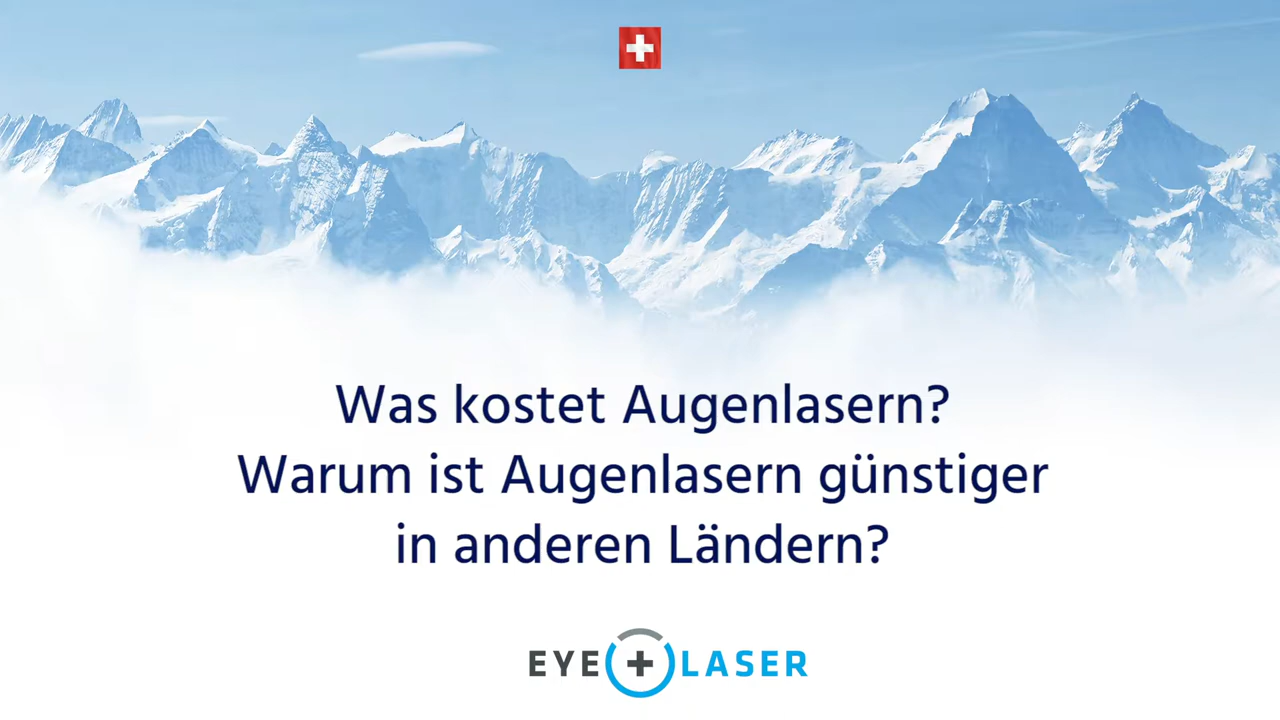 Was kostet Augenlasern?
Warum ist Augenlasern günstiger
in anderen Ländern?
EYE LASER